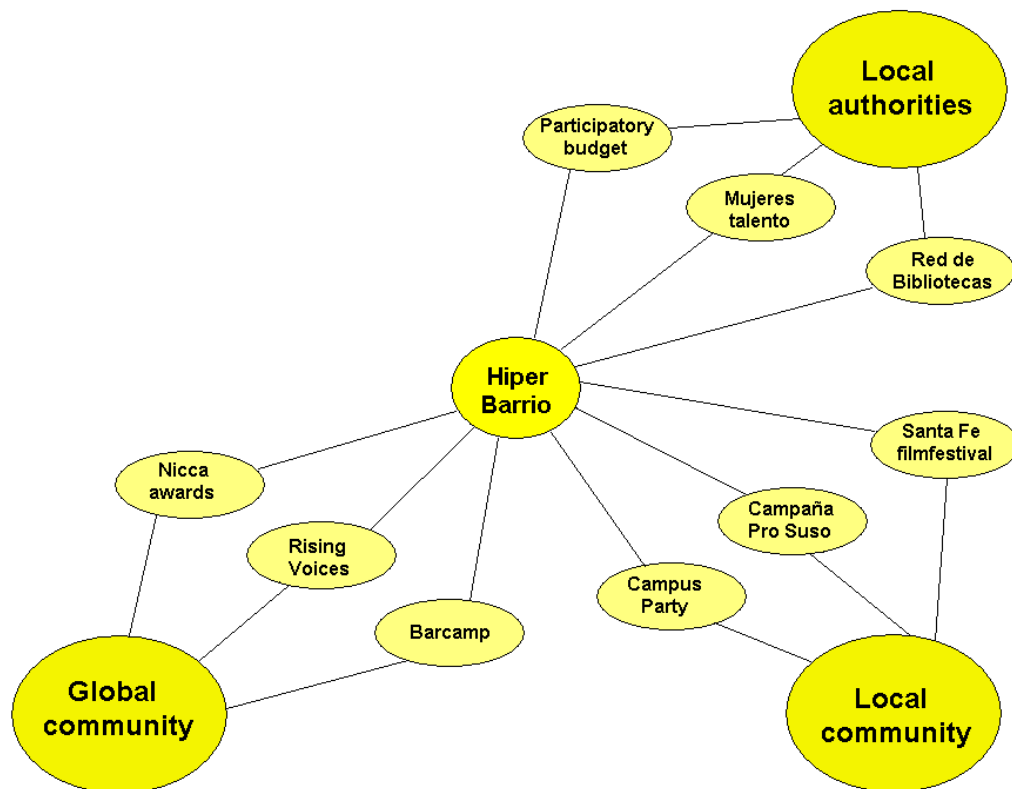 Local
authorities
Participatory
budget
Mujeres
talento
Red de
Bibliotecas
Hiper
Barrio
Santa Fe
filmfestival
Nicca
awards
Campaña
Pro Suso
Rising
Voices
Campus
Party
Barcamp
Global
community
Local
community